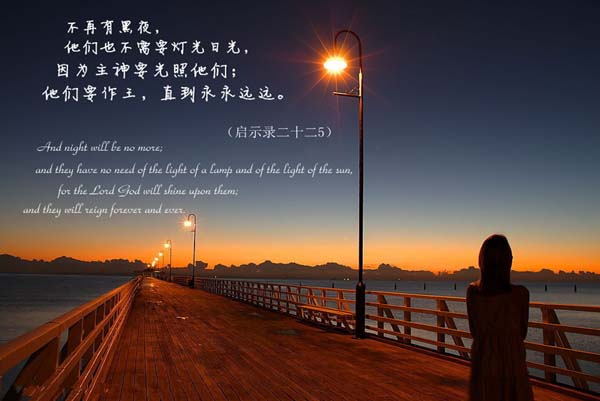 不再有黑夜，
他们也不需要灯光日光，
因为主神要光照他们；
他们要作王，直到永永远远。
（启示录二十二5）
And night will be no more;
and they have no need of the light of a lamp and of the light of the sun,
for the Lord God will shine upon them;
and they will reign forever and ever.